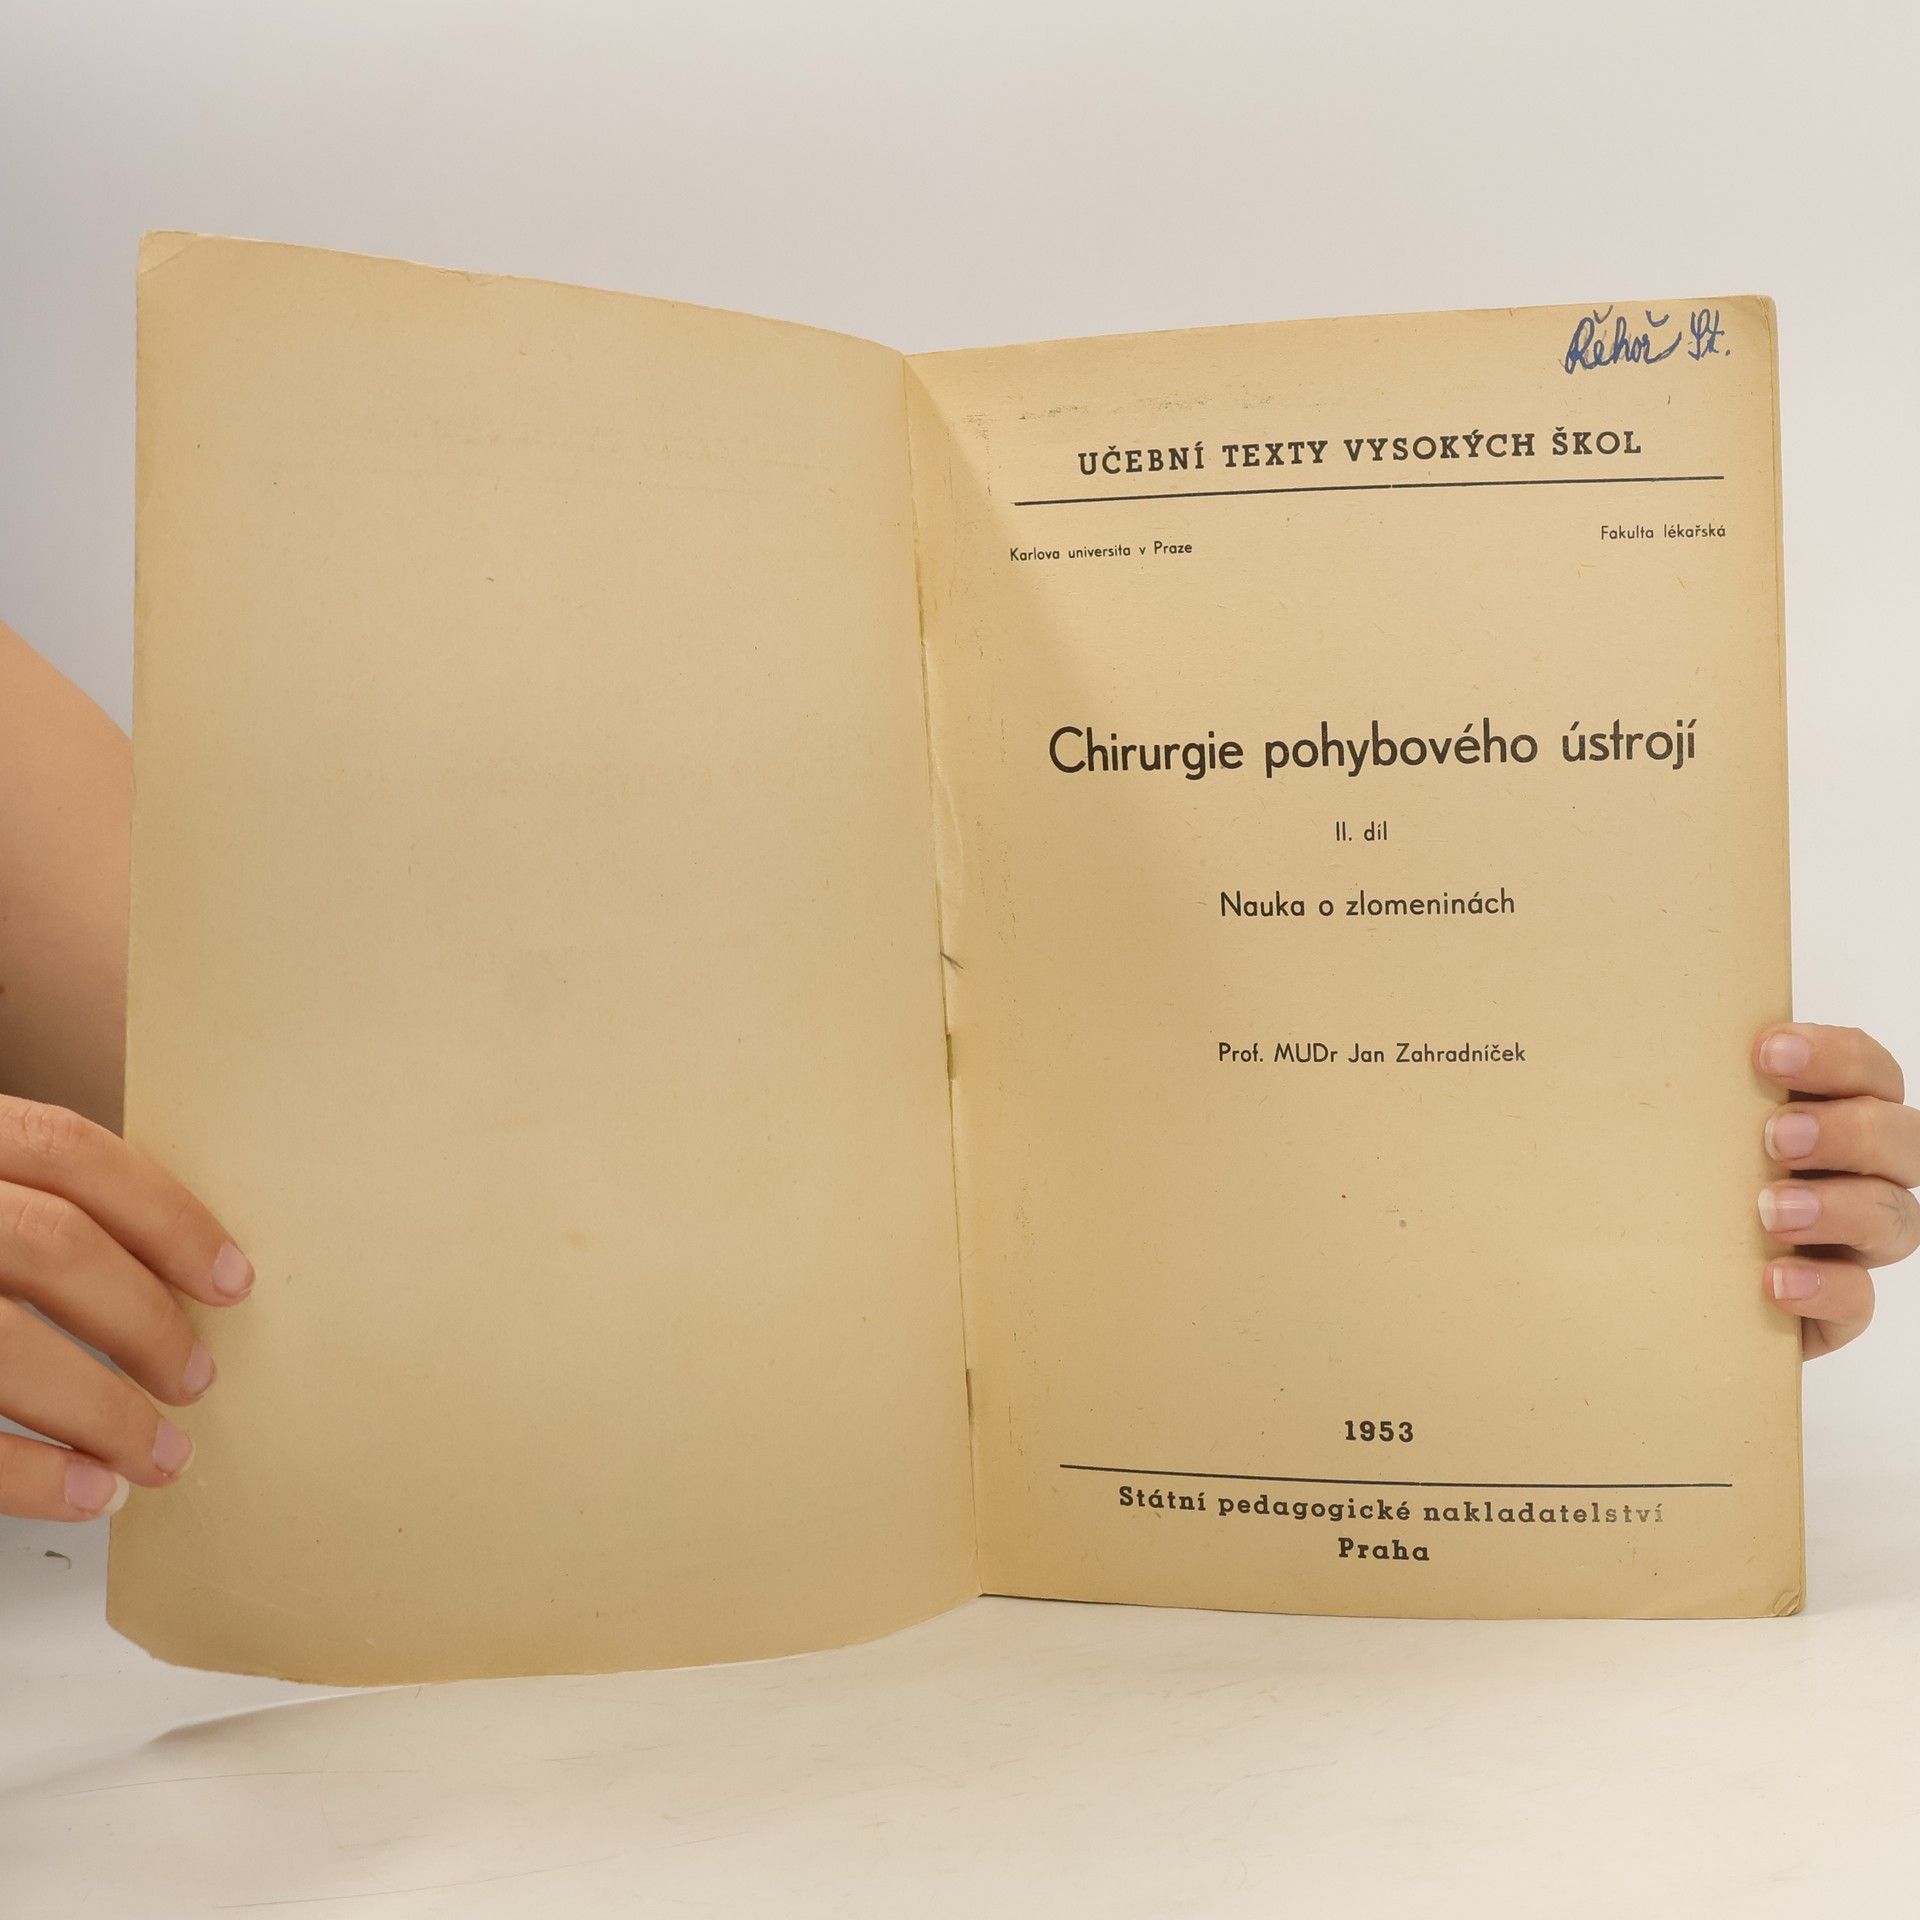 Řehoř St.
UČEBNÍ TEXTY VYSOKÝCH ŠKOL
Karlova universita v Praze
Fakulta lékařská
Chirurgie pohybového ústrojí
II. díl
Nauka o zlomeninách
Prof. MUDr Jan Zahradníček
1953
Státní pedagogické nakladatelství
Praha